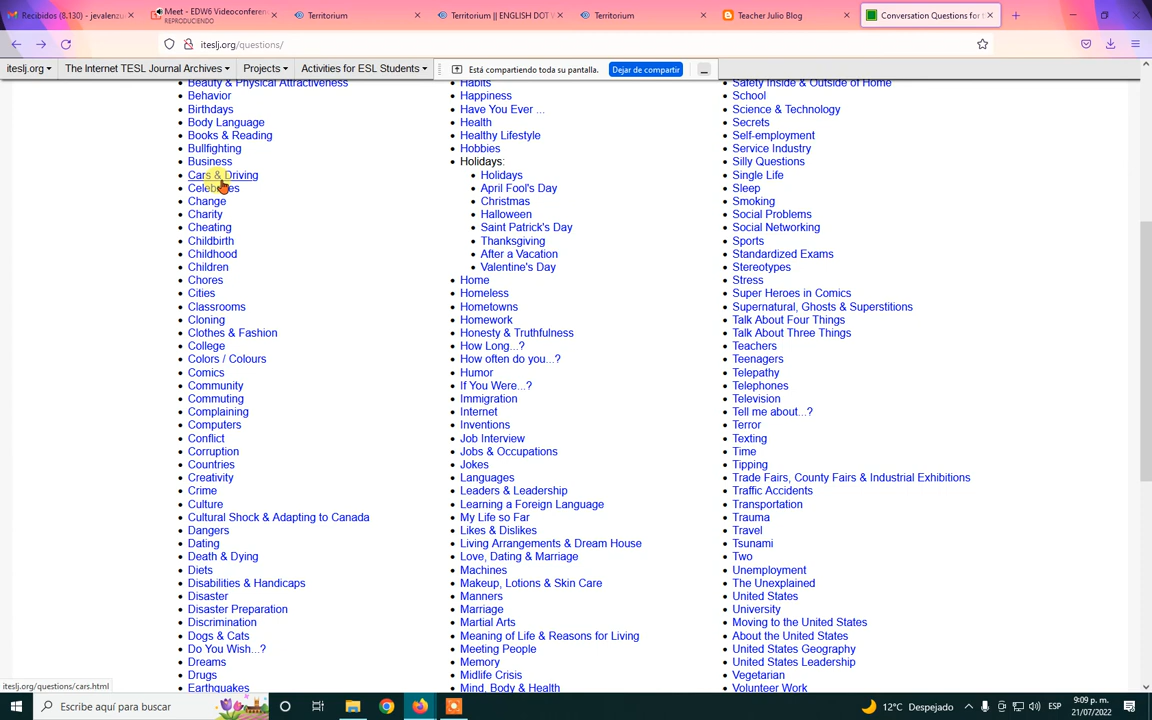 Recibidos (8,130) - jevalenzu
Meet - EDW6 Videoconferen
REPRODUCIENDO
Territorium
Territorium || ENGLISH DOT
Territorium
Teacher Julio Blog
Conversation Questions for
iteslj.org/questions/
iteslj.org
The Internet TESL Journal Archives
Projects
Activities for ESL Students
Está compartiendo toda su pantalla.
Dejar de compartir
Beauty & Physical Attractiveness
Behavior
Birthdays
Body Language
Books & Reading
Bullfighting
Business
Cars & Driving
Change
Charity
Cheating
Childbirth
Childhood
Children
Chores
Cities
Classrooms
Cloning
Clothes & Fashion
College
Colors / Colours
Comics
Community
Commuting
Complaining
Computers
Conflict
Corruption
Countries
Creativity
Crime
Culture
Cultural Shock & Adapting to Canada
Dangers
Dating
Death & Dying
Diets
Disabilities & Handicaps
Disaster
Disaster Preparation
Discrimination
Dogs & Cats
Do You Wish...?
Dreams
Drugs
Earthquakes
Habits
Happiness
Have You Ever ...
Health
Healthy Lifestyle
Hobbies
Holidays:
Holidays
April Fool's Day
Christmas
Halloween
Saint Patrick's Day
Thanksgiving
After a Vacation
Valentine's Day
Home
Homeless
Hometowns
Homework
Honesty & Truthfulness
How Long...?
How often do you...?
Humor
If You Were...?
Immigration
Internet
Inventions
Job Interview
Jobs & Occupations
Jokes
Languages
Leaders & Leadership
Learning a Foreign Language
My Life so Far
Likes & Dislikes
Living Arrangements & Dream House
Love, Dating & Marriage
Machines
Makeup, Lotions & Skin Care
Manners
Marriage
Martial Arts
Meaning of Life & Reasons for Living
Meeting People
Memory
Midlife Crisis
Mind, Body & Health
Safety Inside & Outside of Home
School
Science & Technology
Secrets
Self-employment
Service Industry
Silly Questions
Single Life
Sleep
Smoking
Social Problems
Social Networking
Sports
Standardized Exams
Stereotypes
Stress
Super Heroes in Comics
Supernatural, Ghosts & Superstitions
Talk About Four Things
Talk About Three Things
Teachers
Teenagers
Telepathy
Telephones
Television
Tell me about...?
Terror
Texting
Time
Tipping
Trade Fairs, County Fairs & Industrial Exhibitions
Traffic Accidents
Transportation
Trauma
Travel
Tsunami
Two
Unemployment
The Unexplained
United States
University
Moving to the United States
About the United States
United States Geography
United States Leadership
Vegetarian
Volunteer Work
iteslj.org/questions/cars.html
Escribe aquí para buscar
12°C Despejado
ESP
9:09 p. m.
21/07/2022